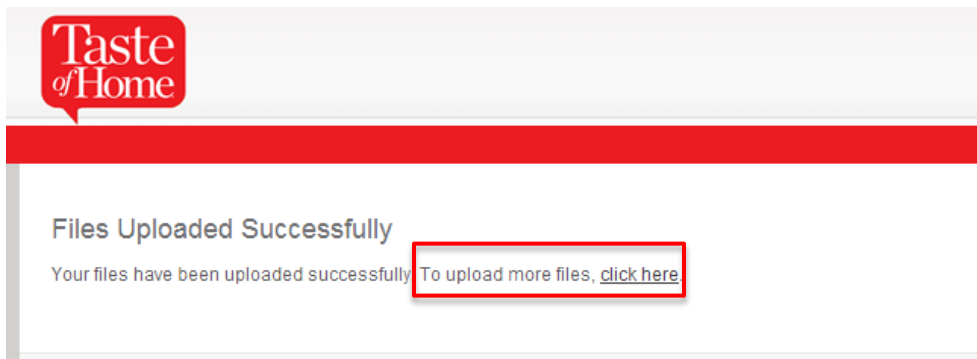 Taste
of Home
Files Uploaded Successfully
Your files have been uploaded successfully. To upload more files, click here.